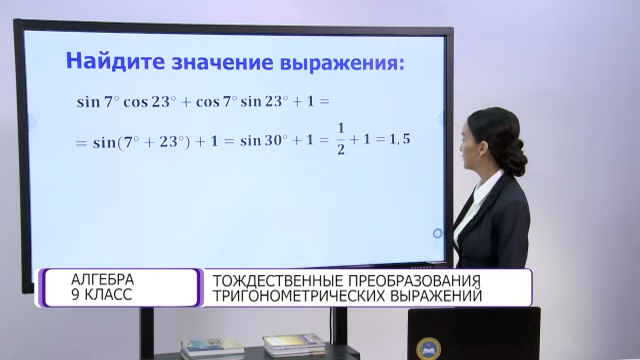 Найдите значение выражения:
sin 7° cos 23° + cos 7° sin 23° + 1 =
= sin(7° + 23°) + 1 = sin 30° + 1 = 1/2 + 1 = 1,5
АЛГЕБРА
9 КЛАСС
ТОЖДЕСТВЕННЫЕ ПРЕОБРАЗОВАНИЯ
ТРИГОНОМЕТРИЧЕСКИХ ВЫРАЖЕНИЙ